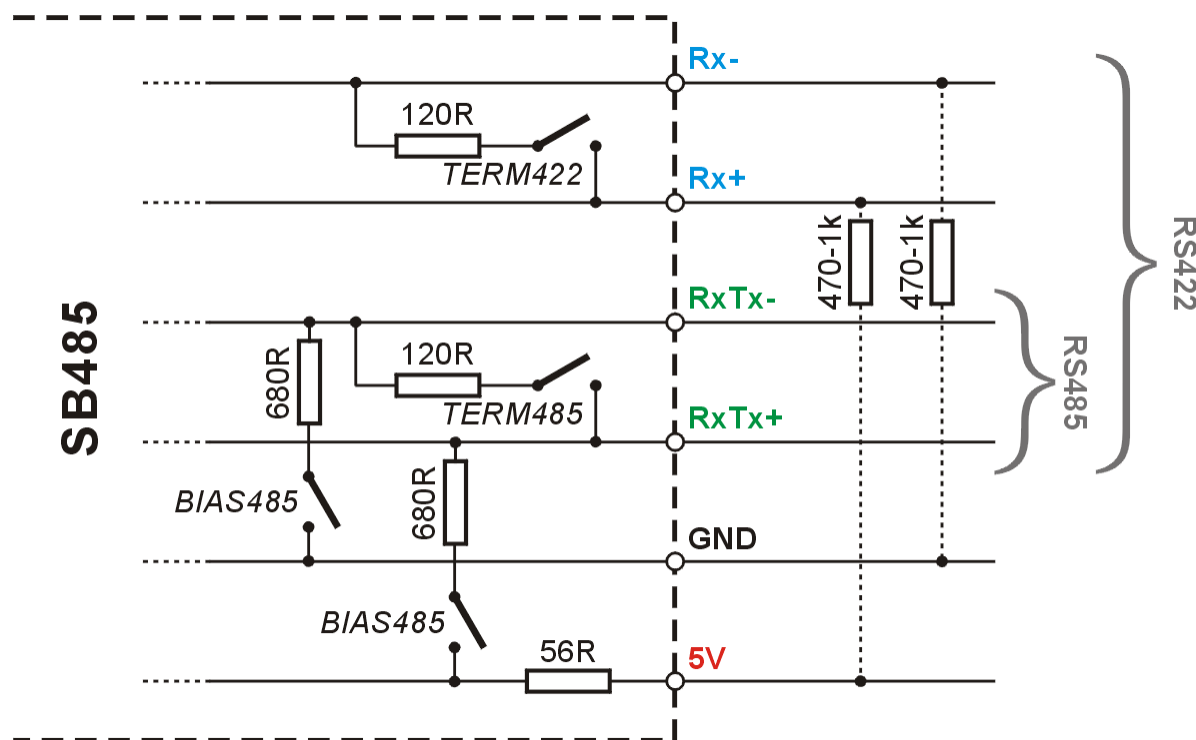 Rx-
120R
TERM422
Rx+
470-1k
470-1k
RS422
RxTx-
SB485
680R
120R
TERM485
RS485
RxTx+
680R
BIAS485
GND
BIAS485
56R
5V